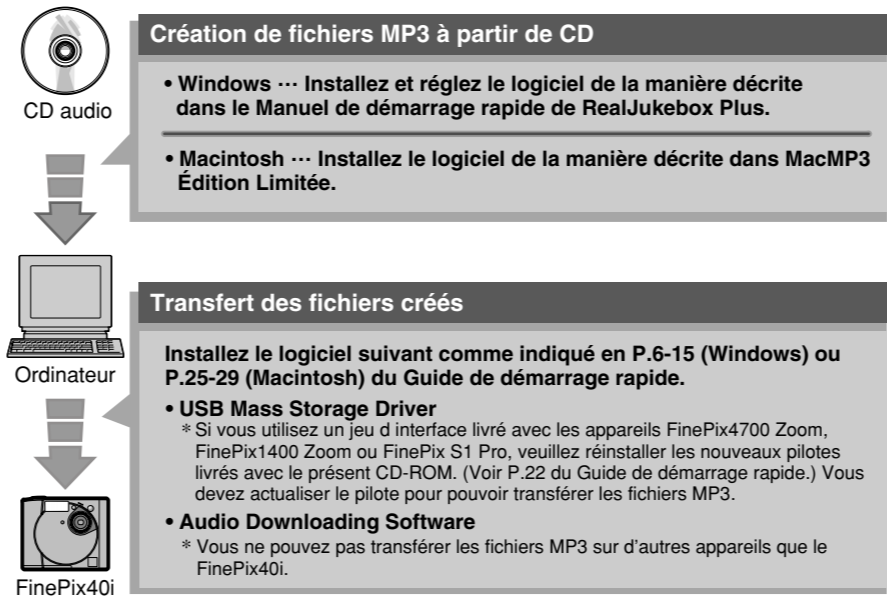 Création de fichiers MP3 à partir de CD
CD audio
• Windows ··· Installez et réglez le logiciel de la manière décrite
dans le Manuel de démarrage rapide de RealJukebox Plus.
• Macintosh ··· Installez le logiciel de la manière décrite dans MacMP3
Édition Limitée.
Transfert des fichiers créés
Ordinateur
Installez le logiciel suivant comme indiqué en P.6-15 (Windows) ou
P.25-29 (Macintosh) du Guide de démarrage rapide.
• USB Mass Storage Driver
* Si vous utilisez un jeu d interface livré avec les appareils FinePix4700 Zoom,
FinePix1400 Zoom ou FinePix S1 Pro, veuillez réinstaller les nouveaux pilotes
livrés avec le présent CD-ROM. (Voir P.22 du Guide de démarrage rapide.) Vous
devez actualiser le pilote pour pouvoir transférer les fichiers MP3.
• Audio Downloading Software
* Vous ne pouvez pas transférer les fichiers MP3 sur d'autres appareils que le
FinePix40i.
FinePix40i